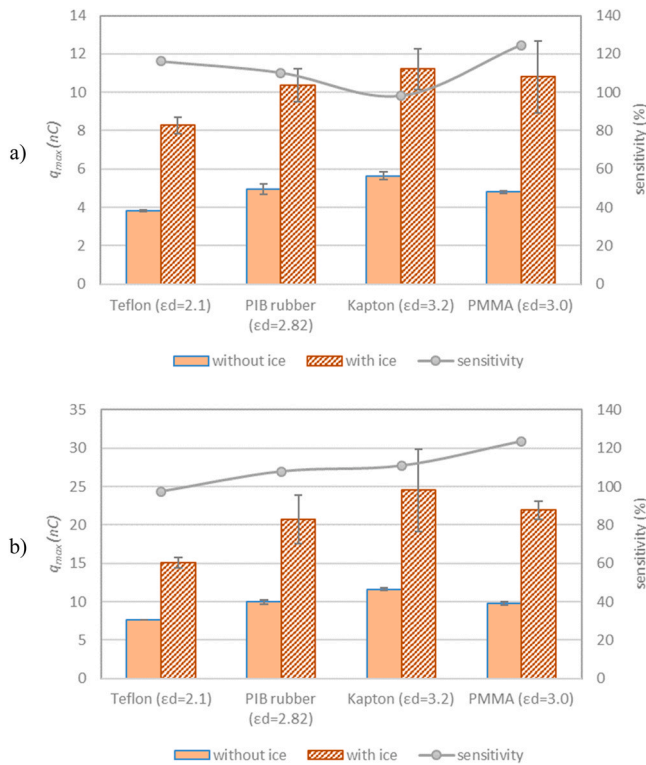 a)
14
12
10
8
6
4
2
0
q_max (nC)
140
120
100
80
60
40
20
0
sensitivity (%)
Teflon (εd=2.1)
PIB rubber
(εd=2.82)
Kapton (εd=3.2)
PMMA (εd=3.0)
without ice
with ice
sensitivity
b)
35
30
25
20
15
10
5
0
q_max (nC)
140
120
100
80
60
40
20
0
sensitivity (%)
Teflon (εd=2.1)
PIB rubber
(εd=2.82)
Kapton (εd=3.2)
PMMA (εd=3.0)
without ice
with ice
sensitivity